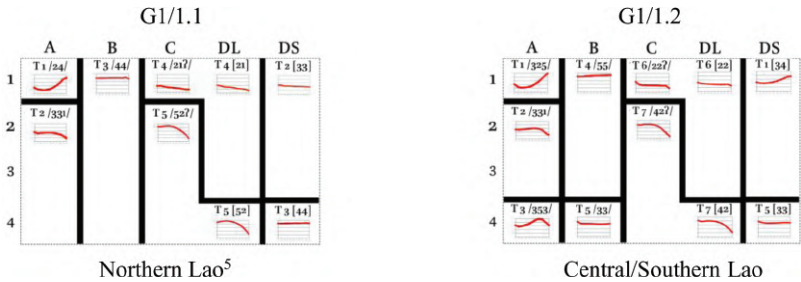 G1/1.1
A B C DL DS
1 T1 /24/ T3 /44/ T4 /21ʔ/ T4 [21] T2 [33]
2 T2 /331/ T5 /52ʔ/
3
4 T5 [52] T3 [44]
Northern Lao⁵
G1/1.2
A B C DL DS
1 T1/325/ T4 /55/ T6/22ʔ/ T6 [22] T1 [34]
2 T2 /331/ T7 /42ʔ/
3
4 T3 /353/ T5 /33/ T7 [42] T5 [33]
Central/Southern Lao